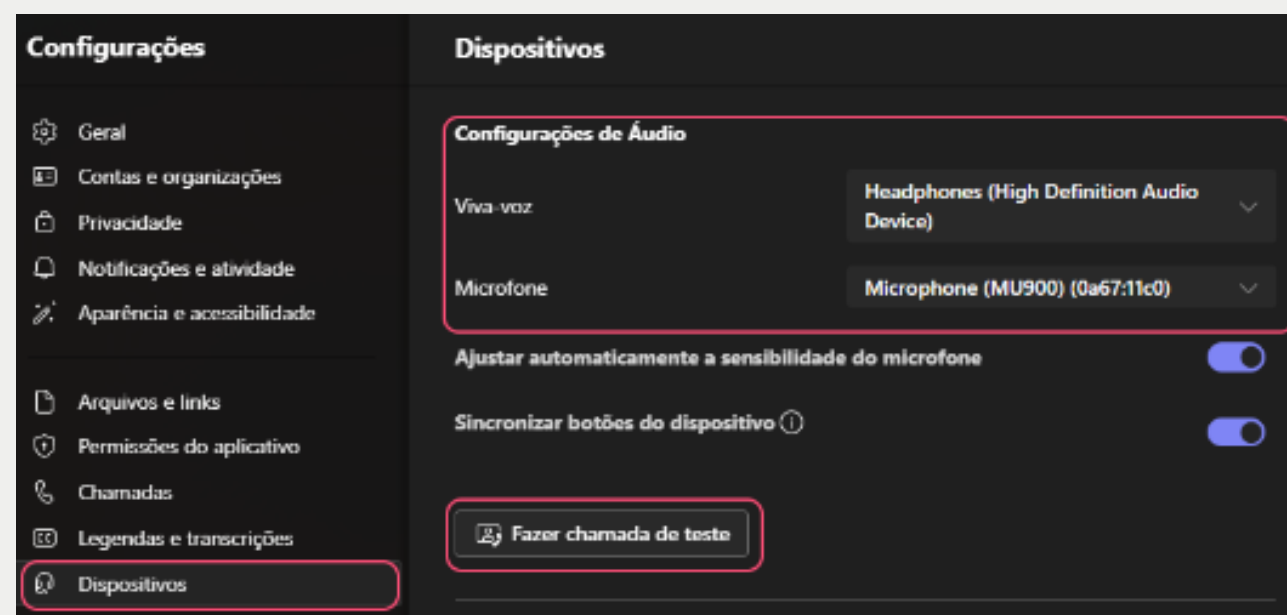 Configurações
Geral
Contas e organizações
Privacidade
Notificações e atividade
Aparência e acessibilidade
Arquivos e links
Permissões do aplicativo
Chamadas
Legendas e transcrições
Dispositivos
Dispositivos
Configurações de Áudio
Viva-voz
Headphones (High Definition Audio
Device)
Microfone
Microphone (MU900) (0a67:11c0)
Ajustar automaticamente a sensibilidade do microfone
Sincronizar botões do dispositivo
Fazer chamada de teste